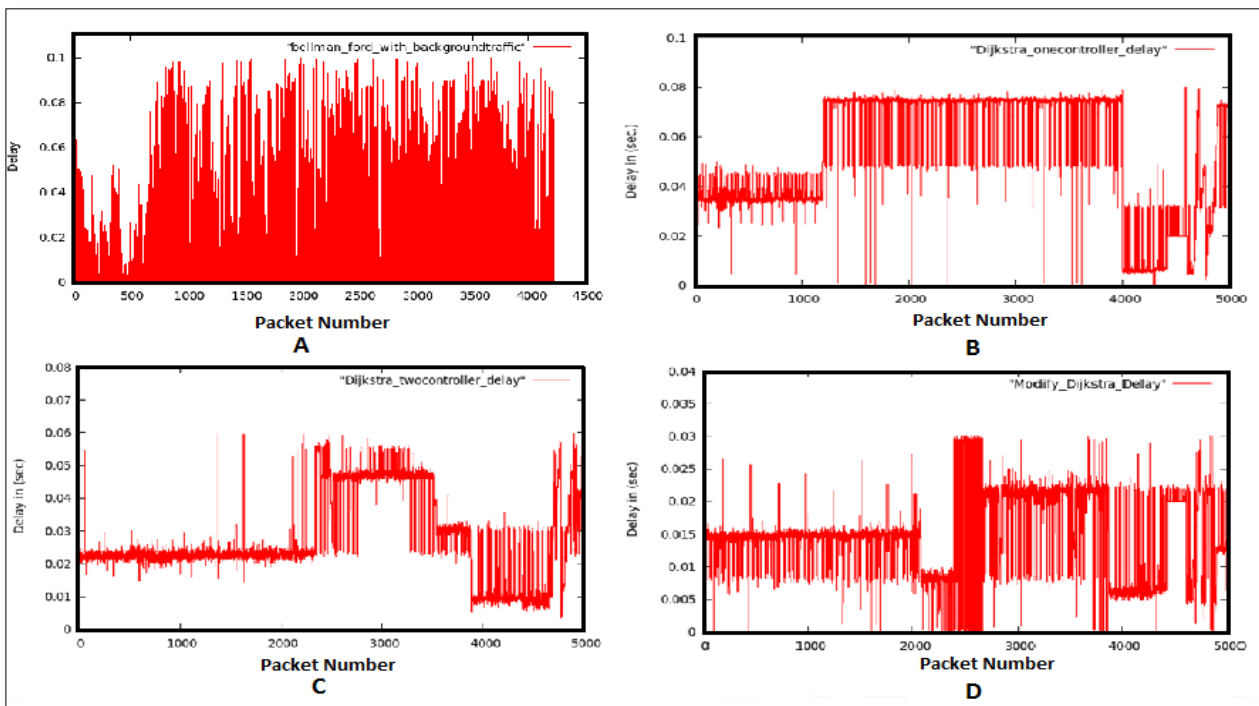 "bellman_ford_with_backgroundtraffic"
0.1
0.08
0.06
0.04
0.02
0
Delay
0 500 1000 1500 2000 2500 3000 3500 4000 4500
Packet Number
A
"Dijkstra_onecontroller_delay"
0.1
0.08
0.06
0.04
0.02
0
Delay in (sec.)
0 1000 2000 3000 4000 5000
Packet Number
B
"Dijkstra_twocontroller_delay"
0.08
0.07
0.06
0.05
0.04
0.03
0.02
0.01
0
Delay in (sec)
0 1000 2000 3000 4000 5000
Packet Number
C
"Modify_Dijkstra_Delay"
0.04
0.035
0.03
0.025
0.02
0.015
0.01
0.005
0
Delay in (sec)
0 1000 2000 3000 4000 5000
Packet Number
D